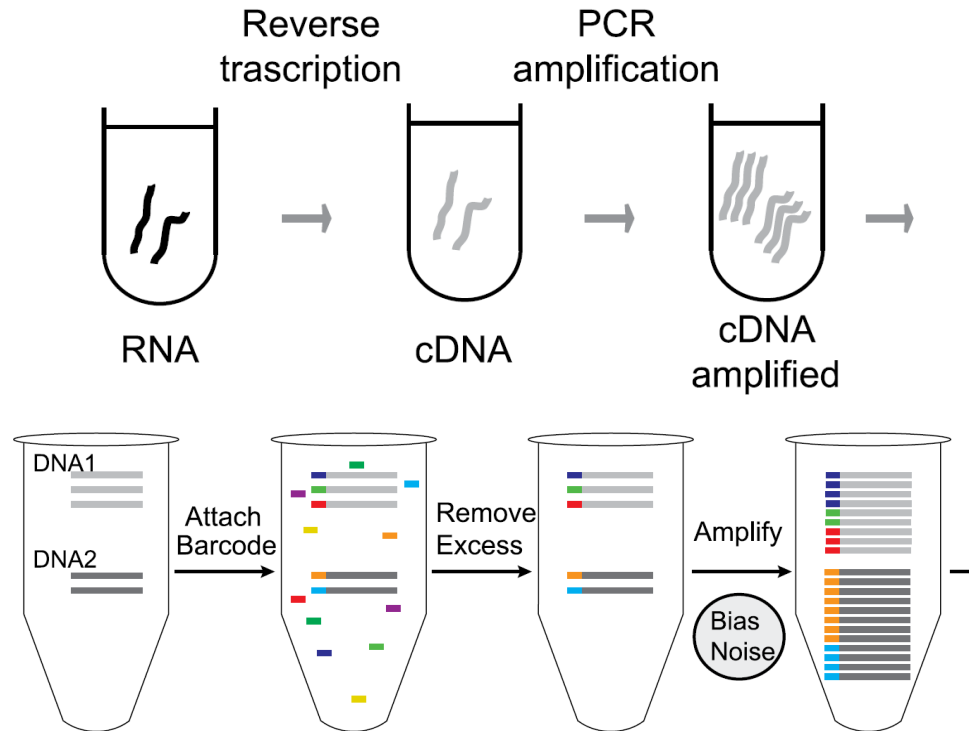 Reverse
trascription
PCR
amplification
RNA
cDNA
cDNA
amplified
DNA1
DNA2
Attach
Barcode
Remove
Excess
Amplify
Bias
Noise